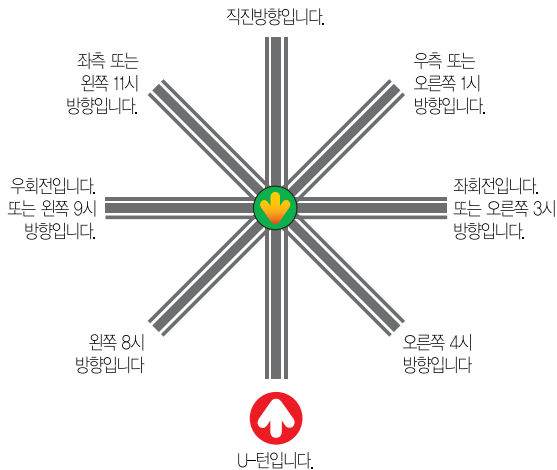 직진방향입니다.
좌측 또는
왼쪽 11시
방향입니다.
우측 또는
오른쪽 1시
방향입니다.
우회전입니다.
또는 왼쪽 9시
방향입니다.
좌회전입니다.
또는 오른쪽 3시
방향입니다.
왼쪽 8시
방향입니다
오른쪽 4시
방향입니다
U-턴입니다.